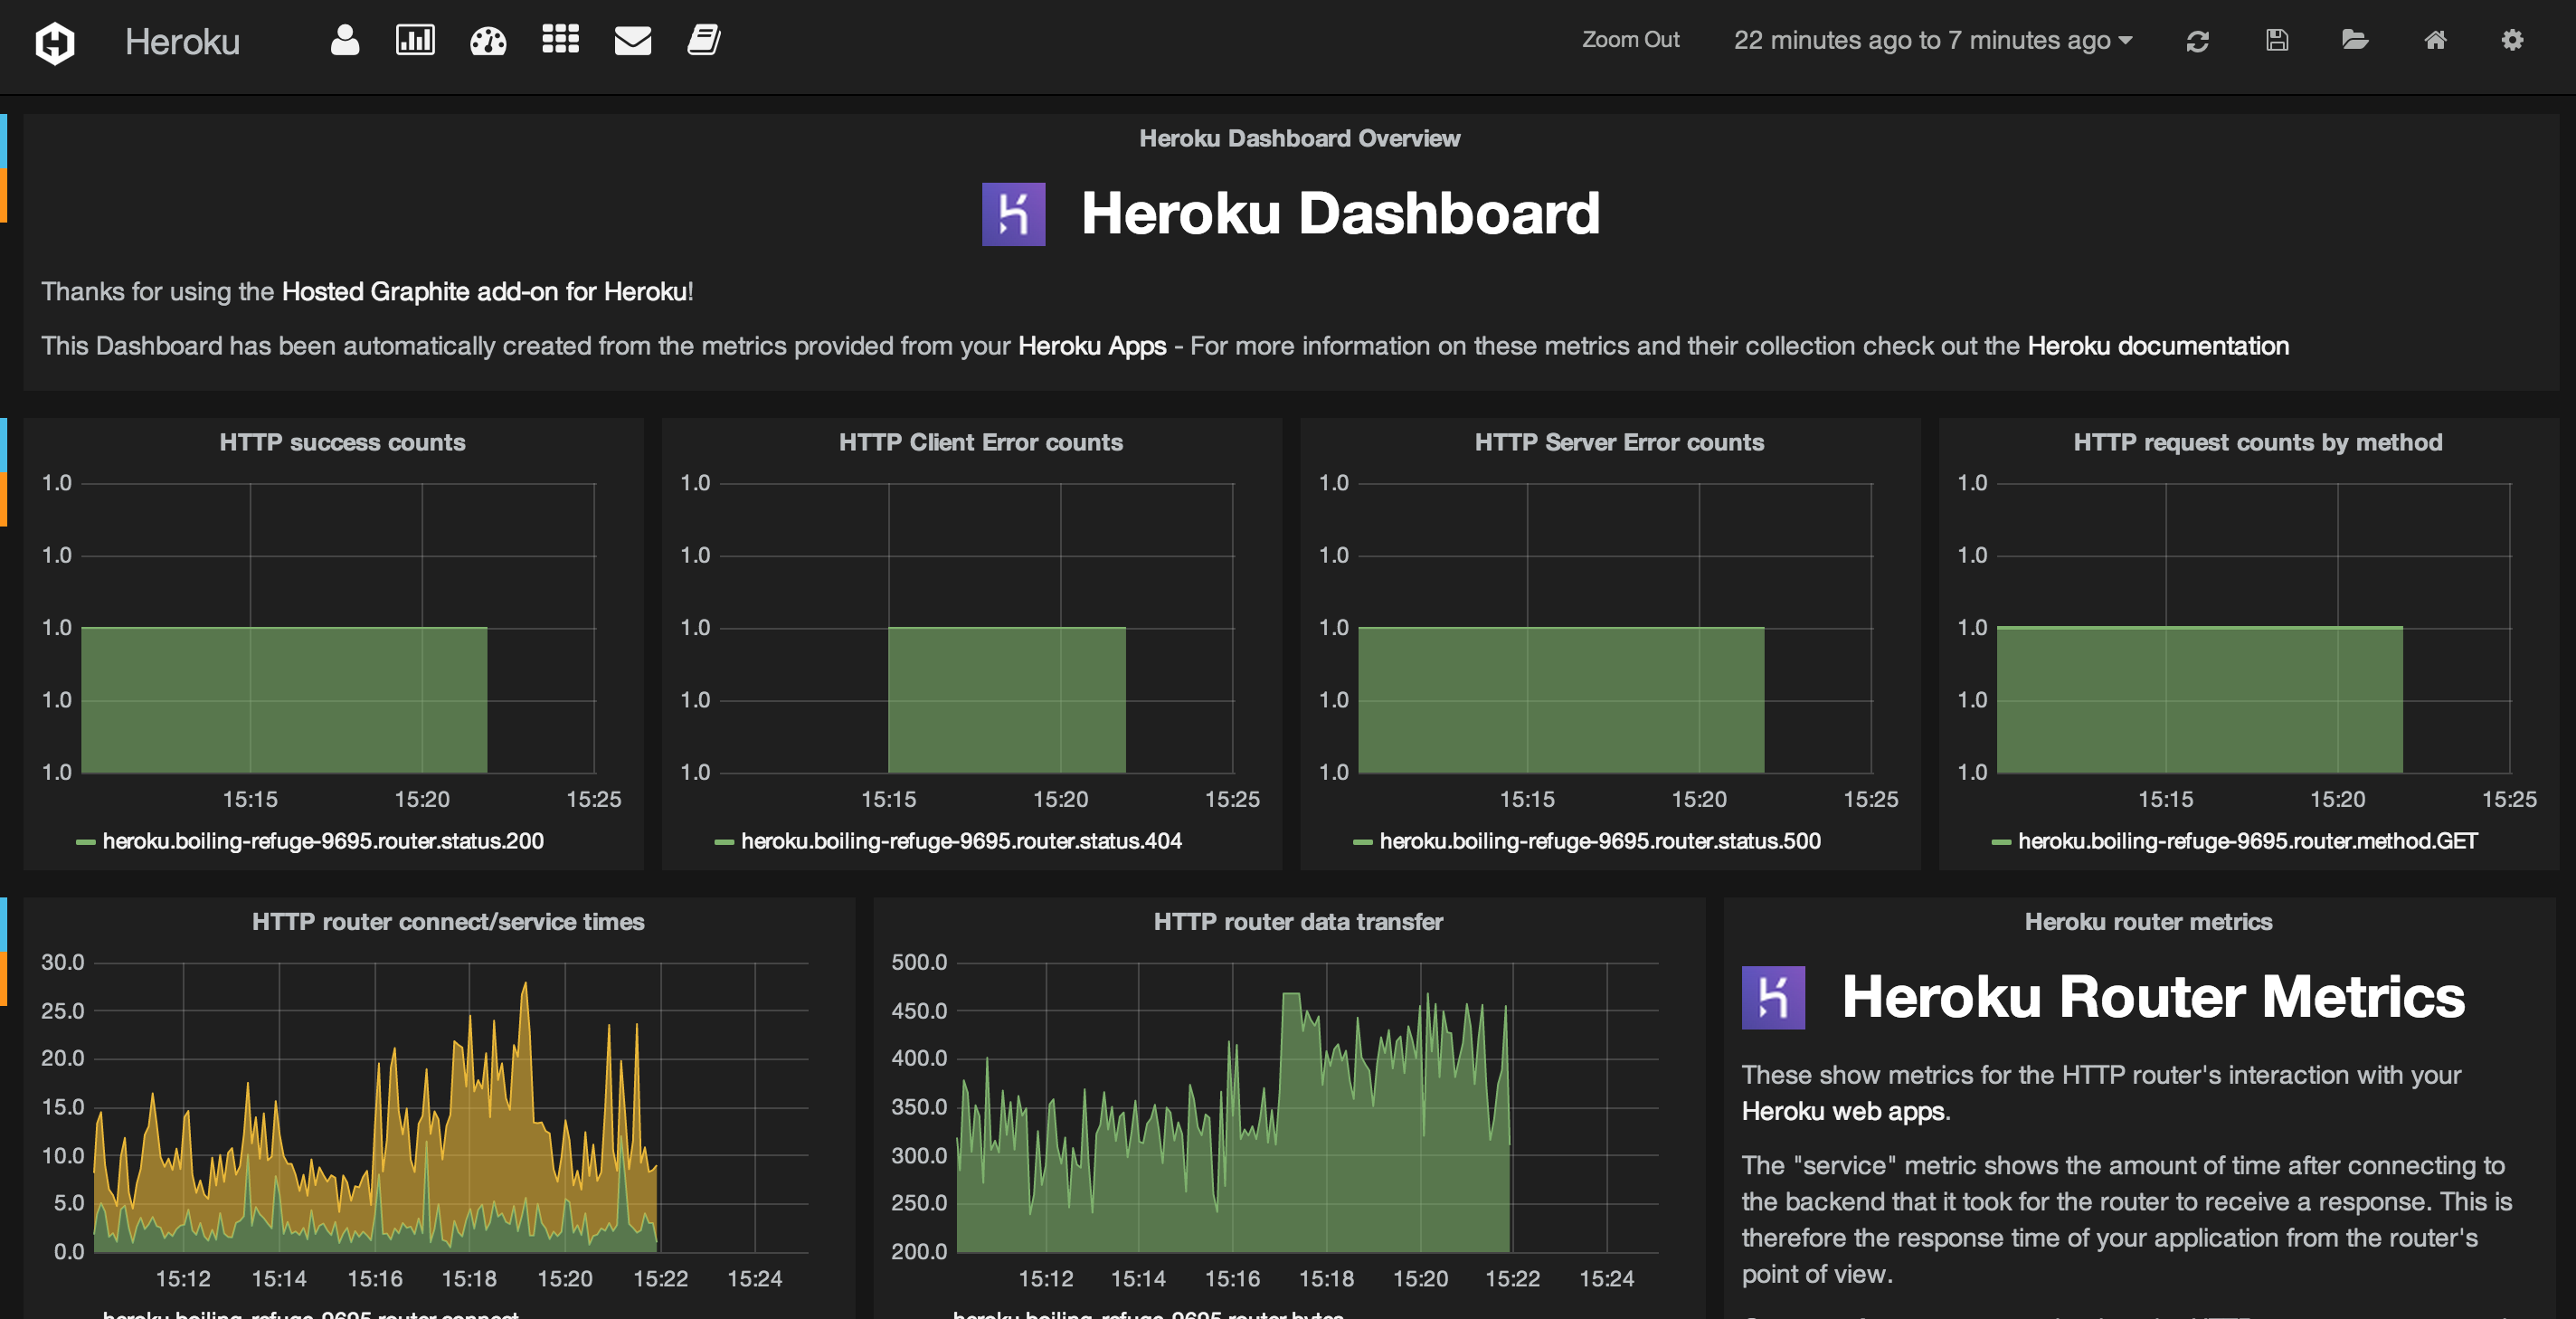 Heroku
Zoom Out
22 minutes ago to 7 minutes ago
Heroku Dashboard Overview
Heroku Dashboard
Thanks for using the Hosted Graphite add-on for Heroku!
This Dashboard has been automatically created from the metrics provided from your Heroku Apps - For more information on these metrics and their collection check out the Heroku documentation
HTTP success counts
1.0
1.0
1.0
1.0
1.0
15:15 15:20 15:25
heroku.boiling-refuge-9695.router.status.200
HTTP Client Error counts
1.0
1.0
1.0
1.0
1.0
15:15 15:20 15:25
heroku.boiling-refuge-9695.router.status.404
HTTP Server Error counts
1.0
1.0
1.0
1.0
1.0
15:15 15:20 15:25
heroku.boiling-refuge-9695.router.status.500
HTTP request counts by method
1.0
1.0
1.0
1.0
1.0
15:15 15:20 15:25
heroku.boiling-refuge-9695.router.method.GET
HTTP router connect/service times
30.0
25.0
20.0
15.0
10.0
5.0
0.0
15:12 15:14 15:16 15:18 15:20 15:22 15:24
heroku.boiling-refuge-9695.router.connect
HTTP router data transfer
500.0
450.0
400.0
350.0
300.0
250.0
200.0
15:12 15:14 15:16 15:18 15:20 15:22 15:24
heroku.boiling-refuge-9695.router.bytes
Heroku router metrics
Heroku Router Metrics
These show metrics for the HTTP router's interaction with your
Heroku web apps.
The "service" metric shows the amount of time after connecting to
the backend that it took for the router to receive a response. This is
therefore the response time of your application from the router's
point of view.